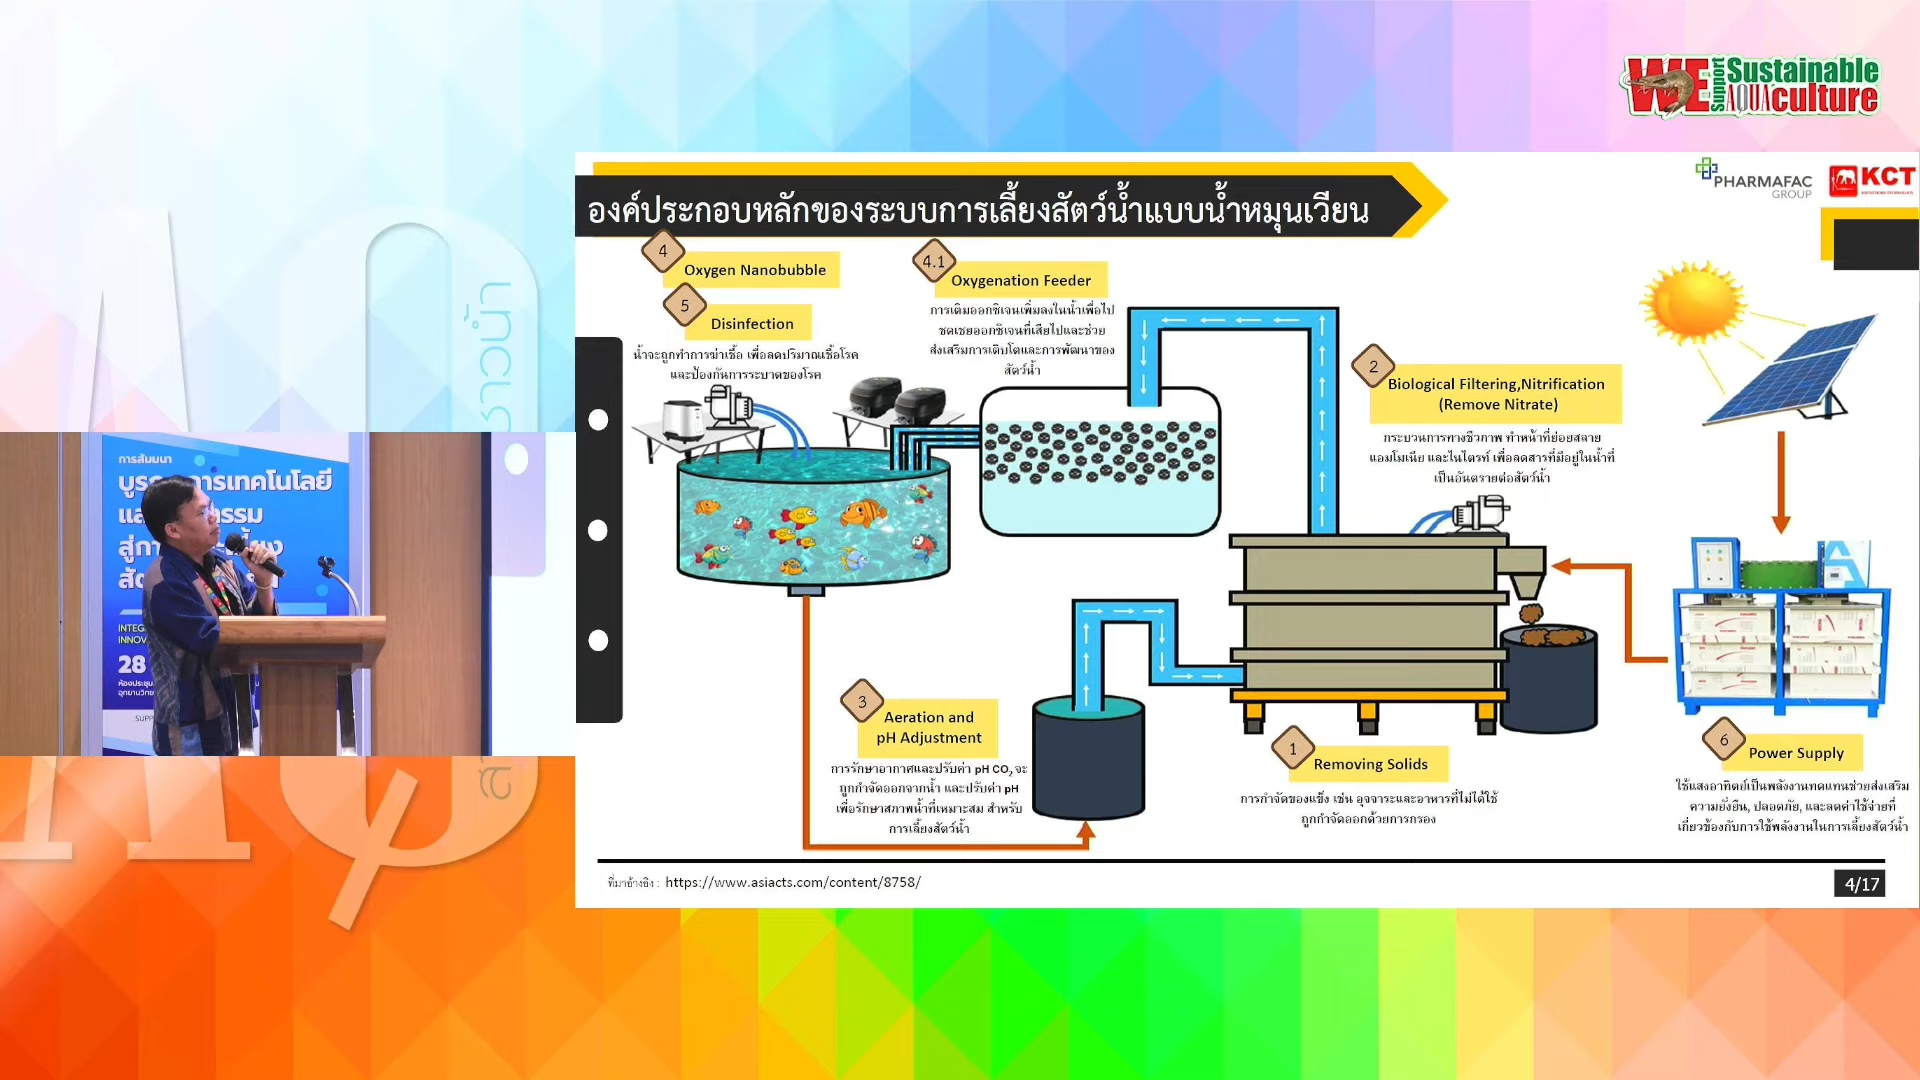 WE Support Sustainable AQUAculture
PHARMAFAC GROUP
KCT
องค์ประกอบหลักของระบบการเลี้ยงสัตว์น้ำแบบน้ำหมุนเวียน
4
Oxygen Nanobubble
5
Disinfection
น้ำจะถูกทำการฆ่าเชื้อ เพื่อลดปริมาณเชื้อโรค
และป้องกันการระบาดของโรค
4.1
Oxygenation Feeder
การเติมออกซิเจนเพิ่มลงในน้ำเพื่อไป
ชดเชยออกซิเจนที่เสียไปและช่วย
ส่งเสริมการเติบโตและการพัฒนาของ
สัตว์น้ำ
2
Biological Filtering,Nitrification
(Remove Nitrate)
กระบวนการทางชีวภาพ ทำหน้าที่ย่อยสลาย
แอมโมเนีย และไนไตรท์ เพื่อลดสารที่มีอยู่ในน้ำที่
เป็นอันตรายต่อสัตว์น้ำ
3
Aeration and
pH Adjustment
การรักษาอากาศและปรับค่า pH CO₂ จะ
ถูกกำจัดออกจากน้ำ และปรับค่า pH
เพื่อรักษาสภาพน้ำที่เหมาะสม สำหรับ
การเลี้ยงสัตว์น้ำ
1
Removing Solids
การกำจัดของแข็ง เช่น อุจจาระและอาหารที่ไม่ได้ใช้
ถูกกำจัดออกด้วยการกรอง
6
Power Supply
ใช้แสงอาทิตย์เป็นพลังงานทดแทนช่วยส่งเสริม
ความยั่งยืน, ปลอดภัย, และลดค่าใช้จ่ายที่
เกี่ยวข้องกับการใช้พลังงานในการเลี้ยงสัตว์น้ำ
ที่มาอ้างอิง : https://www.asiacts.com/content/8758/
4/17
การสัมมนา
28